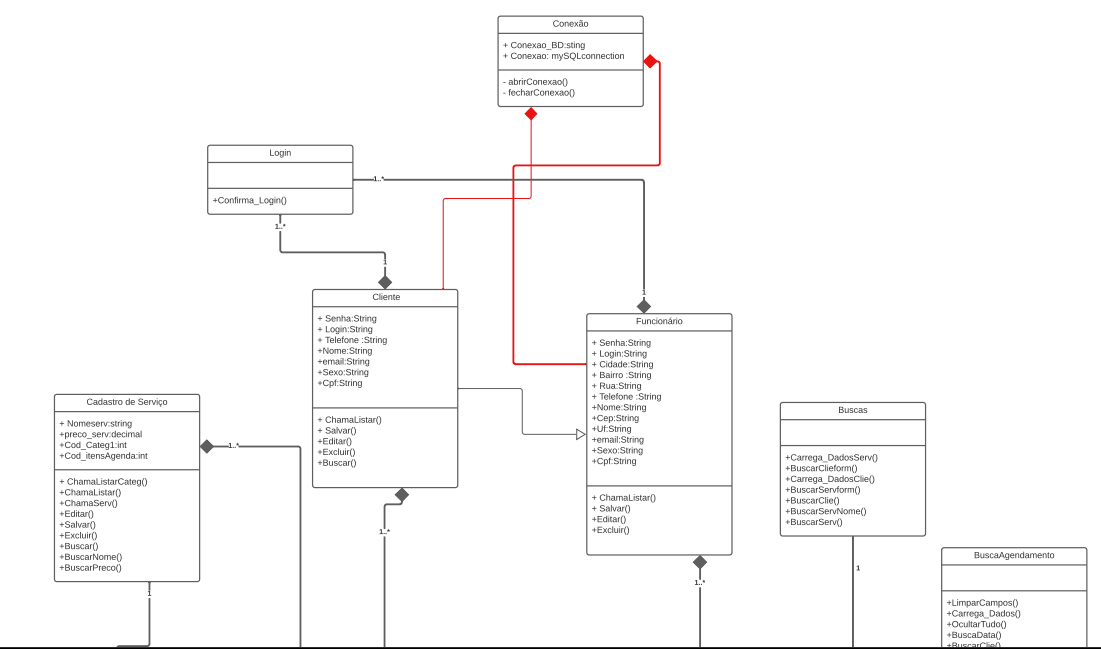 Conexão
+ Conexao_BD:sting
+ Conexao: mySQLconnection
- abrirConexao()
- fecharConexao()
Login
+Confirma_Login()
1..*
1..*
1
1
Cliente
+ Senha:String
+ Login:String
+ Telefone :String
+Nome:String
+email:String
+Sexo:String
+Cpf:String
+ ChamaListar()
+ Salvar()
+Editar()
+Excluir()
+Buscar()
1..*
Funcionário
+ Senha:String
+ Login:String
+ Cidade:String
+ Bairro :String
+ Rua:String
+ Telefone :String
+Nome:String
+Cep:String
+Uf:String
+email:String
+Sexo:String
+Cpf:String
+ ChamaListar()
+ Salvar()
+Editar()
+Excluir()
1..*
Cadastro de Serviço
+ Nomeserv:string
+preco_serv:decimal
+Cod_Categ1:int
+Cod_itensAgenda:int
+ ChamaListarCateg()
+ChamaListar()
+ChamaServ()
+Editar()
+Salvar()
+Excluir()
+Buscar()
+BuscarNome()
+BuscarPreco()
1..*
1
Buscas
+Carrega_DadosServ()
+BuscarClieform()
+Carrega_DadosClie()
+BuscarServform()
+BuscarClie()
+BuscarServNome()
+BuscarServ()
1
BuscaAgendamento
+LimparCampos()
+Carrega_Dados()
+OcultarTudo()
+BuscaData()
+BuscarClie()